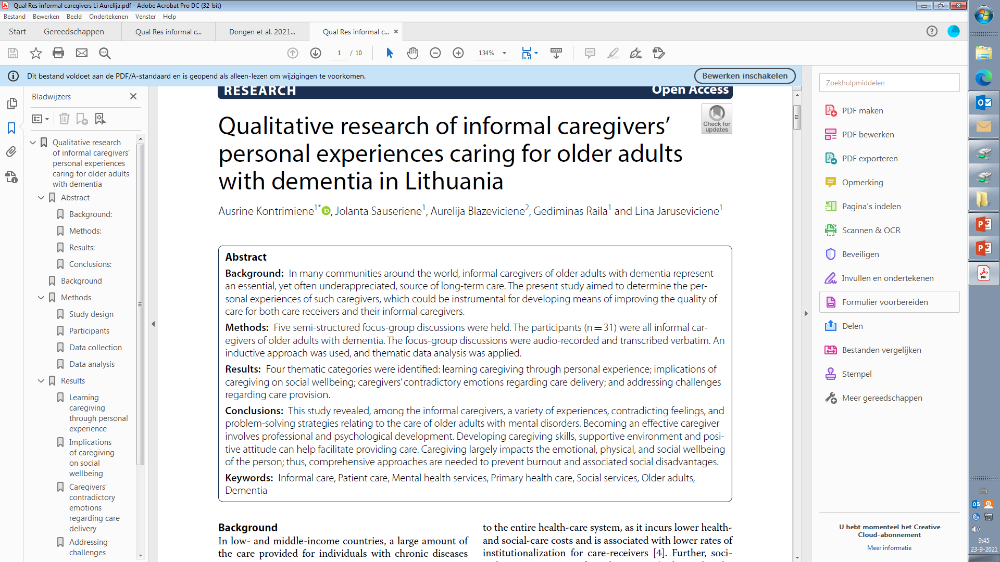 Qual Res informal caregivers Li Aurelija.pdf - Adobe Acrobat Pro DC (32-bit)
Bestand Bewerken Beeld Ondertekenen Venster Help
Start Gereedschappen Qual Res informal c... Dongen et al. 2021... Qual Res informal c... ×
1 / 10 134%
Dit bestand voldoet aan de PDF/A-standaard en is geopend als alleen-lezen om wijzigingen te voorkomen.
Bewerken inschakelen
Bladwijzers
Qualitative research
of informal caregivers’
personal experiences
caring for older adults
with dementia
Abstract
Background:
Methods:
Results:
Conclusions:
Background
Methods
Study design
Participants
Data collection
Data analysis
Results
Learning
caregiving
through personal
experience
Implications
of caregiving
on social
wellbeing
Caregivers’
contradictory
emotions
regarding care
delivery
Addressing
challenges
RESEARCH Open Access
Check for
updates
Qualitative research of informal caregivers’
personal experiences caring for older adults
with dementia in Lithuania
Ausrine Kontrimiene1*, Jolanta Sauseriene1, Aurelija Blazeviciene2, Gediminas Raila1 and Lina Jaruseviciene1
Abstract
Background: In many communities around the world, informal caregivers of older adults with dementia represent
an essential, yet often underappreciated, source of long-term care. The present study aimed to determine the per-
sonal experiences of such caregivers, which could be instrumental for developing means of improving the quality of
care for both care receivers and their informal caregivers.
Methods: Five semi-structured focus-group discussions were held. The participants (n = 31) were all informal car-
egivers of older adults with dementia. The focus-group discussions were audio-recorded and transcribed verbatim. An
inductive approach was used, and thematic data analysis was applied.
Results: Four thematic categories were identified: learning caregiving through personal experience; implications of
caregiving on social wellbeing; caregivers’ contradictory emotions regarding care delivery; and addressing challenges
regarding care provision.
Conclusions: This study revealed, among the informal caregivers, a variety of experiences, contradicting feelings, and
problem-solving strategies relating to the care of older adults with mental disorders. Becoming an effective caregiver
involves professional and psychological development. Developing caregiving skills, supportive environment and posi-
tive attitude can help facilitate providing care. Caregiving largely impacts the emotional, physical, and social wellbeing
of the person; thus, comprehensive approaches are needed to prevent burnout and associated social disadvantages.
Keywords: Informal care, Patient care, Mental health services, Primary health care, Social services, Older adults,
Dementia
Background
In low- and middle-income countries, a large amount of
the care provided for individuals with chronic diseases
to the entire health-care system, as it incurs lower health-
and social-care costs and is associated with lower rates of
institutionalization for care-receivers [4]. Further, soci-
Zoekhulpmiddelen
PDF maken
PDF bewerken
PDF exporteren
Opmerking
Pagina's indelen
Scannen & OCR
Beveiligen
Invullen en ondertekenen
Formulier voorbereiden
Delen
Bestanden vergelijken
Stempel
Meer gereedschappen
U hebt momenteel het Creative
Cloud-abonnement
Meer informatie
9:45
23-9-2021